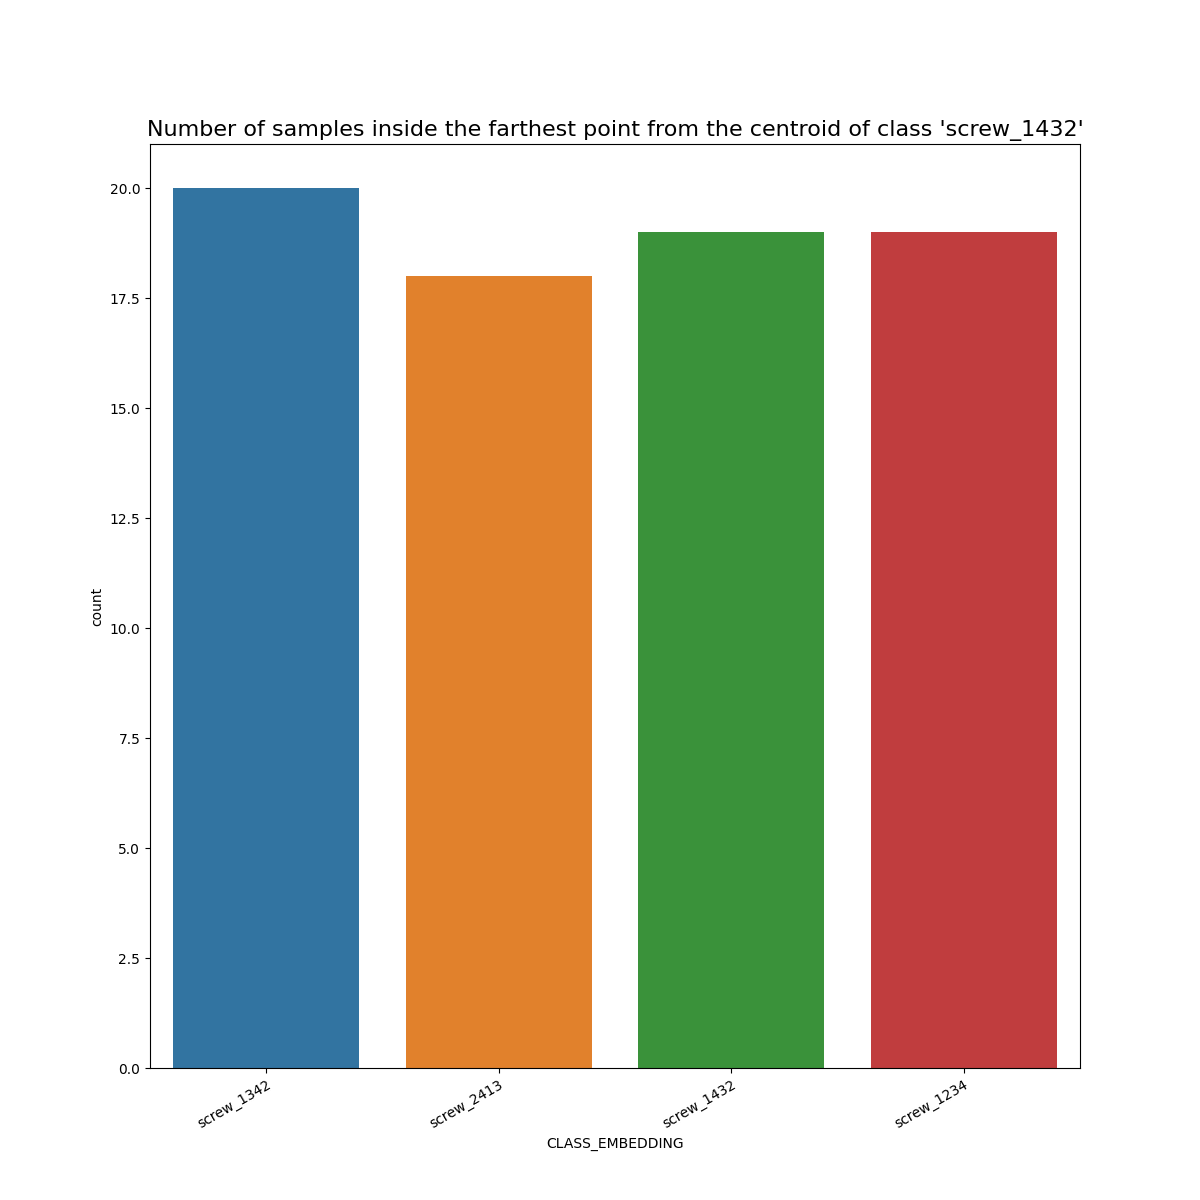 Number of samples inside the farthest point from the centroid of class 'screw_1432'
20.0
17.5
15.0
12.5
10.0
7.5
5.0
2.5
0.0
count
screw_1342
screw_2413
screw_1432
screw_1234
CLASS_EMBEDDING